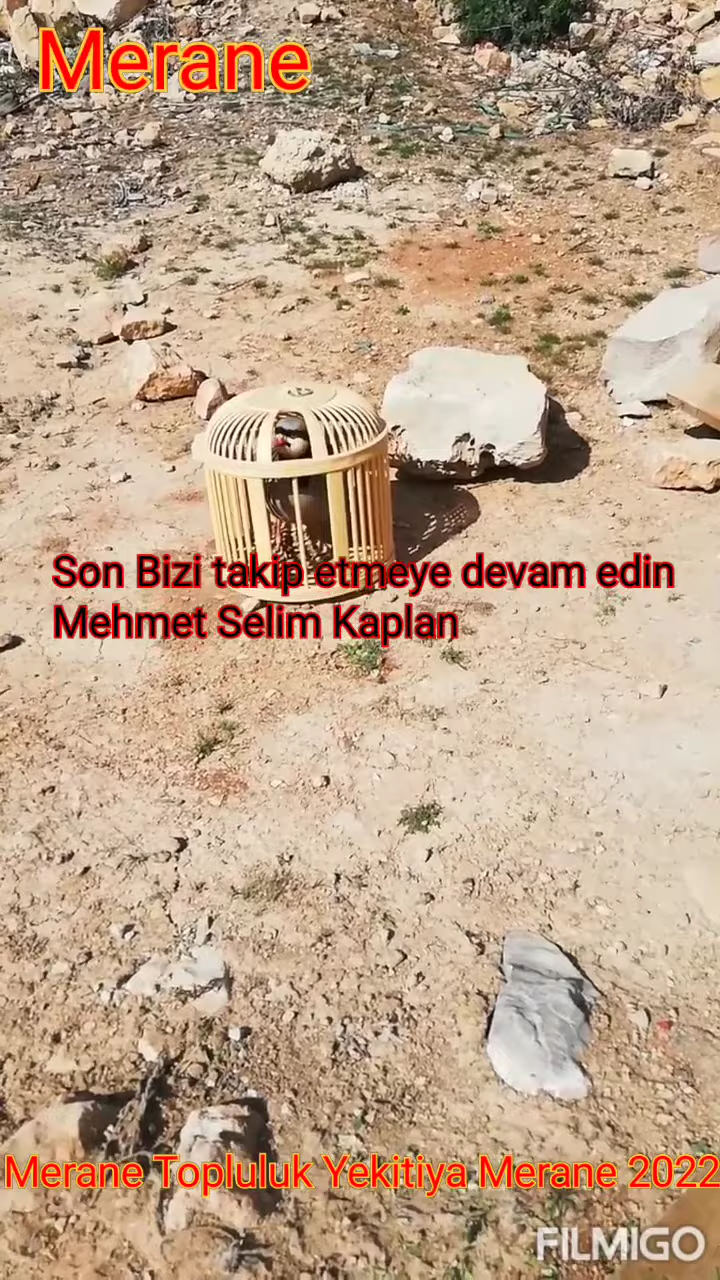 Merane
Son Bizi takip etmeye devam edin
Mehmet Selim Kaplan
Merane Topluluk Yekitiya Merane 2022
FILMIGO